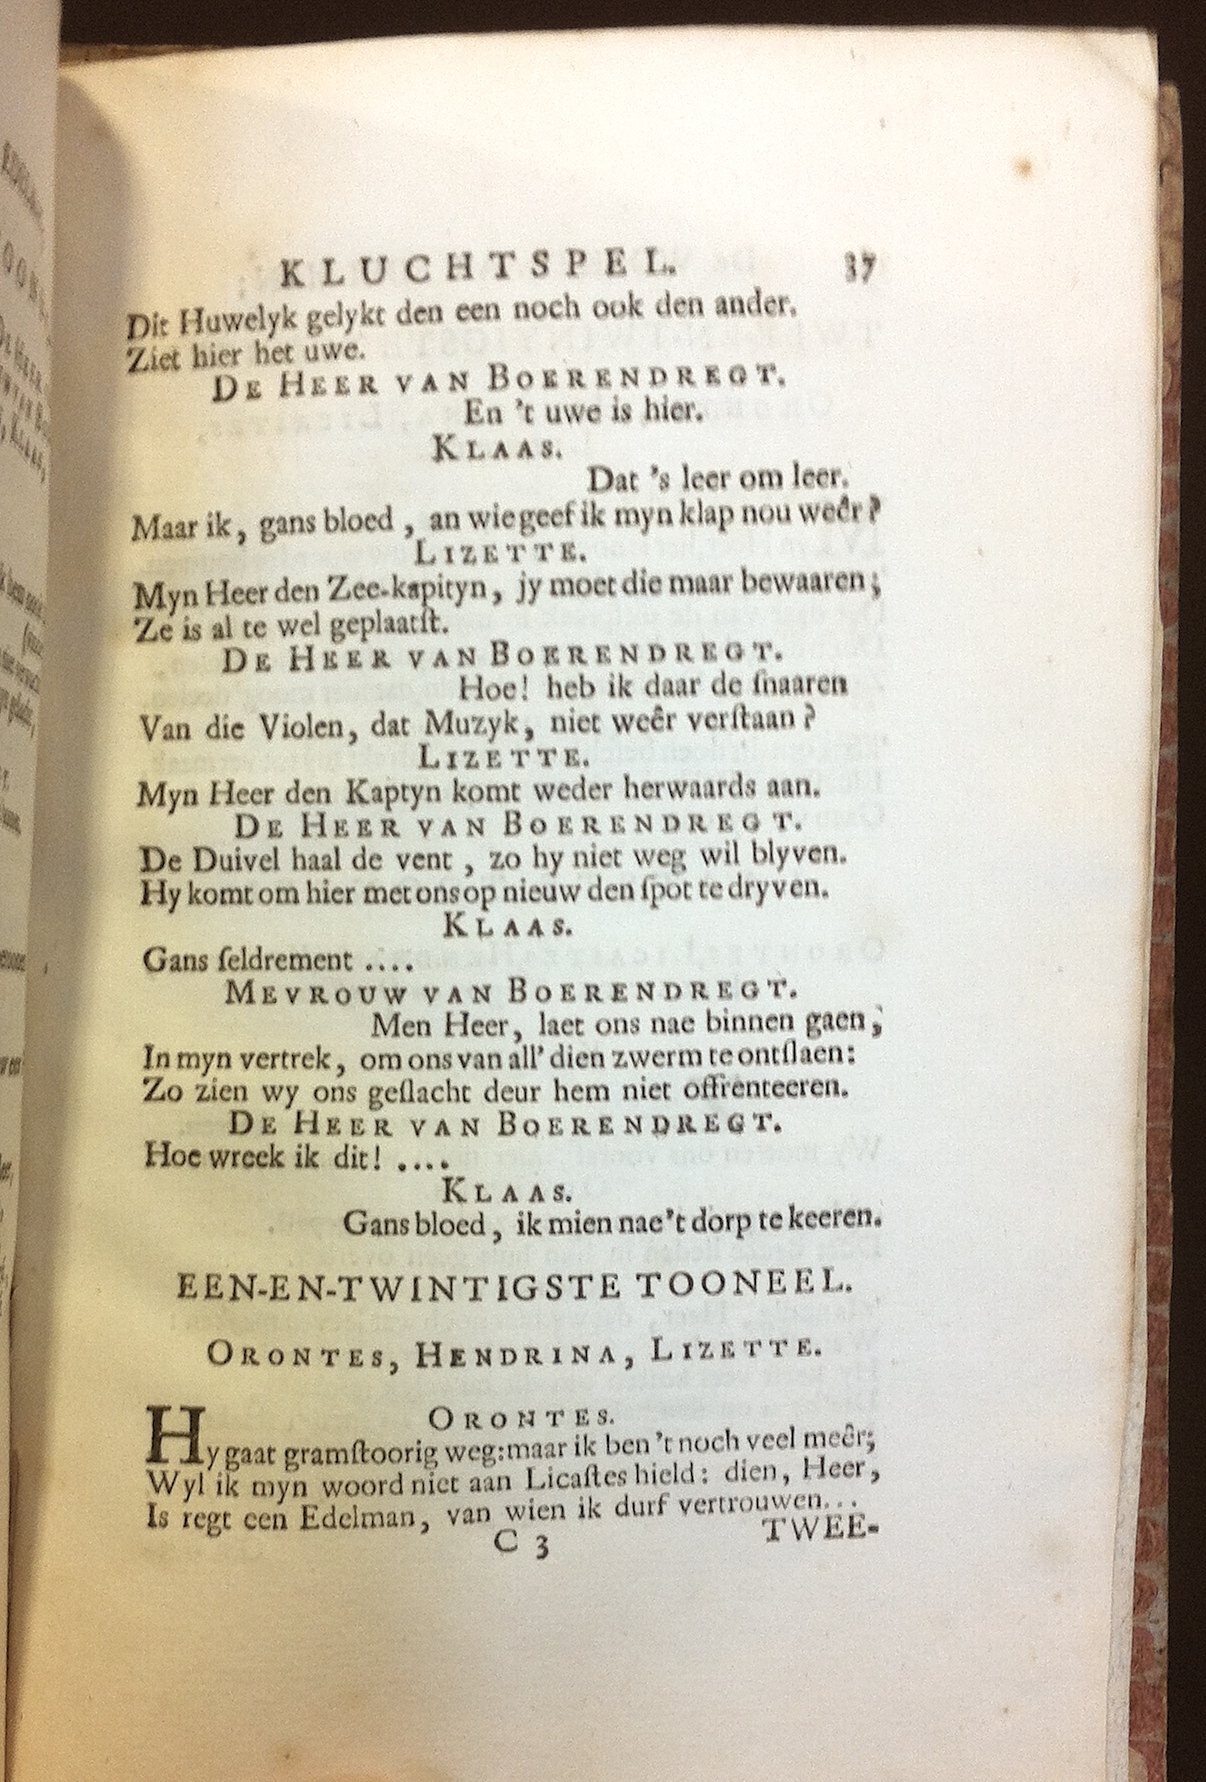 KLUCHTSPEL. 37
Dit Huwelyk gelykt den een noch ook den ander.
Ziet hier het uwe.
DE HEER VAN BOERENDREGT.
En 't uwe is hier.
KLAAS.
Dat 's leer om leer.
Maar ik, gans bloed, an wie geef ik myn klap nou weêr?
LIZETTE.
Myn Heer den Zee-kapityn, jy moet die maar bewaaren;
Ze is al te wel geplaatſt.
DE HEER VAN BOERENDREGT.
Hoe! heb ik daar de ſnaaren
Van die Violen, dat Muzyk, niet weêr verſtaan?
LIZETTE.
Myn Heer den Kaptyn komt weder herwaards aan.
DE HEER VAN BOERENDREGT.
De Duivel haal de vent, zo hy niet weg wil blyven.
Hy komt om hier met ons op nieuw den ſpot te dryven.
KLAAS.
Gans ſeldrement ....
MEVROUW VAN BOERENDREGT.
Men Heer, laet ons nae binnen gaen,
In myn vertrek, om ons van all' dien zwerm te ontſlaen:
Zo zien wy ons geſlacht deur hem niet offrenteeren.
DE HEER VAN BOERENDREGT.
Hoe wreek ik dit! ....
KLAAS.
Gans bloed, ik mien nae't dorp te keeren.
EEN-EN-TWINTIGSTE TOONEEL.
ORONTES, HENDRINA, LIZETTE.
ORONTES.
Hy gaat gramſtoorig weg: maar ik ben 't noch veel meêr;
Wyl ik myn woord niet aan Licaſtes hield: dien, Heer,
Is regt een Edelman, van wien ik durf vertrouwen...
C 3 TWEE-